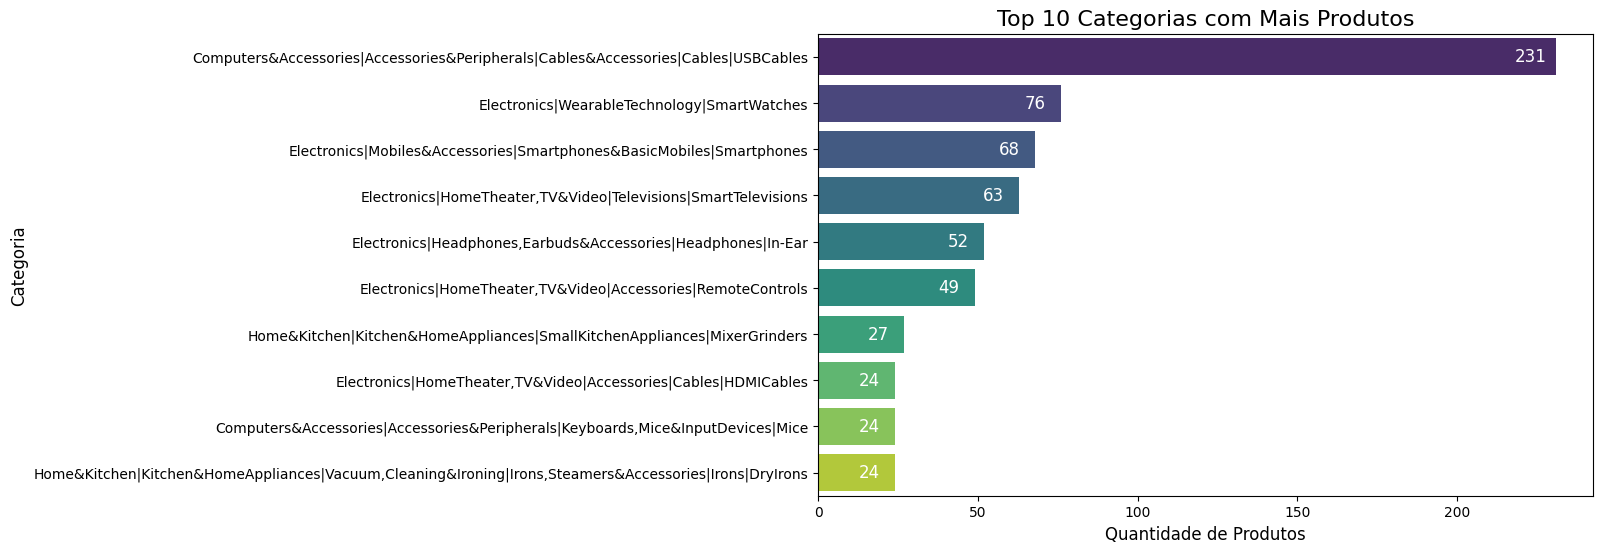 Top 10 Categorias com Mais Produtos
Categoria
Computers&Accessories|Accessories&Peripherals|Cables&Accessories|Cables|USBCables 231
Electronics|WearableTechnology|SmartWatches 76
Electronics|Mobiles&Accessories|Smartphones&BasicMobiles|Smartphones 68
Electronics|HomeTheater,TV&Video|Televisions|SmartTelevisions 63
Electronics|Headphones,Earbuds&Accessories|Headphones|In-Ear 52
Electronics|HomeTheater,TV&Video|Accessories|RemoteControls 49
Home&Kitchen|Kitchen&HomeAppliances|SmallKitchenAppliances|MixerGrinders 27
Electronics|HomeTheater,TV&Video|Accessories|Cables|HDMICables 24
Computers&Accessories|Accessories&Peripherals|Keyboards,Mice&InputDevices|Mice 24
Home&Kitchen|Kitchen&HomeAppliances|Vacuum,Cleaning&Ironing|Irons,Steamers&Accessories|Irons|DryIrons 24
0 50 100 150 200
Quantidade de Produtos